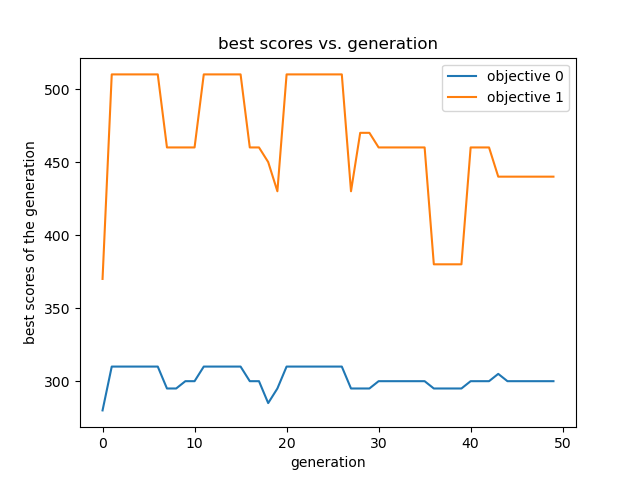 best scores vs. generation
objective 0
objective 1
best scores of the generation
500
450
400
350
300
0 10 20 30 40 50
generation